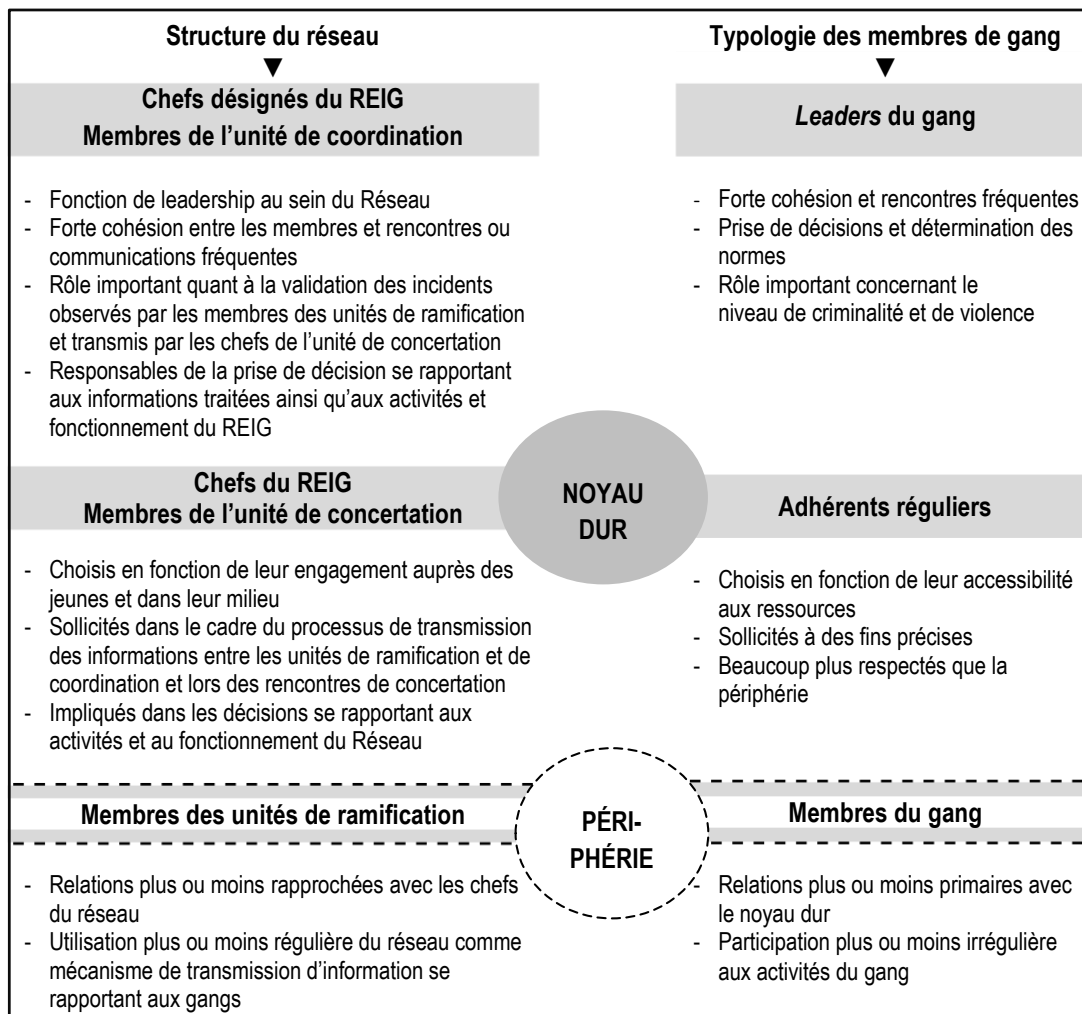 Structure du réseau
▼
Chefs désignés du REIG
Membres de l'unité de coordination
- Fonction de leadership au sein du Réseau
- Forte cohésion entre les membres et rencontres ou
communications fréquentes
- Rôle important quant à la validation des incidents
observés par les membres des unités de ramification
et transmis par les chefs de l'unité de concertation
- Responsables de la prise de décision se rapportant
aux informations traitées ainsi qu'aux activités et
fonctionnement du REIG
Typologie des membres de gang
▼
Leaders du gang
- Forte cohésion et rencontres fréquentes
- Prise de décisions et détermination des
normes
- Rôle important concernant le
niveau de criminalité et de violence
NOYAU
DUR
Chefs du REIG
Membres de l'unité de concertation
- Choisis en fonction de leur engagement auprès des
jeunes et dans leur milieu
- Sollicités dans le cadre du processus de transmission
des informations entre les unités de ramification et de
coordination et lors des rencontres de concertation
- Impliqués dans les décisions se rapportant aux
activités et au fonctionnement du Réseau
Adhérents réguliers
- Choisis en fonction de leur accessibilité
aux ressources
- Sollicités à des fins précises
- Beaucoup plus respectés que la
périphérie
PÉRI-
PHÉRIE
Membres des unités de ramification
- Relations plus ou moins rapprochées avec les chefs
du réseau
- Utilisation plus ou moins régulière du réseau comme
mécanisme de transmission d'information se
rapportant aux gangs
Membres du gang
- Relations plus ou moins primaires avec
le noyau dur
- Participation plus ou moins irrégulière
aux activités du gang